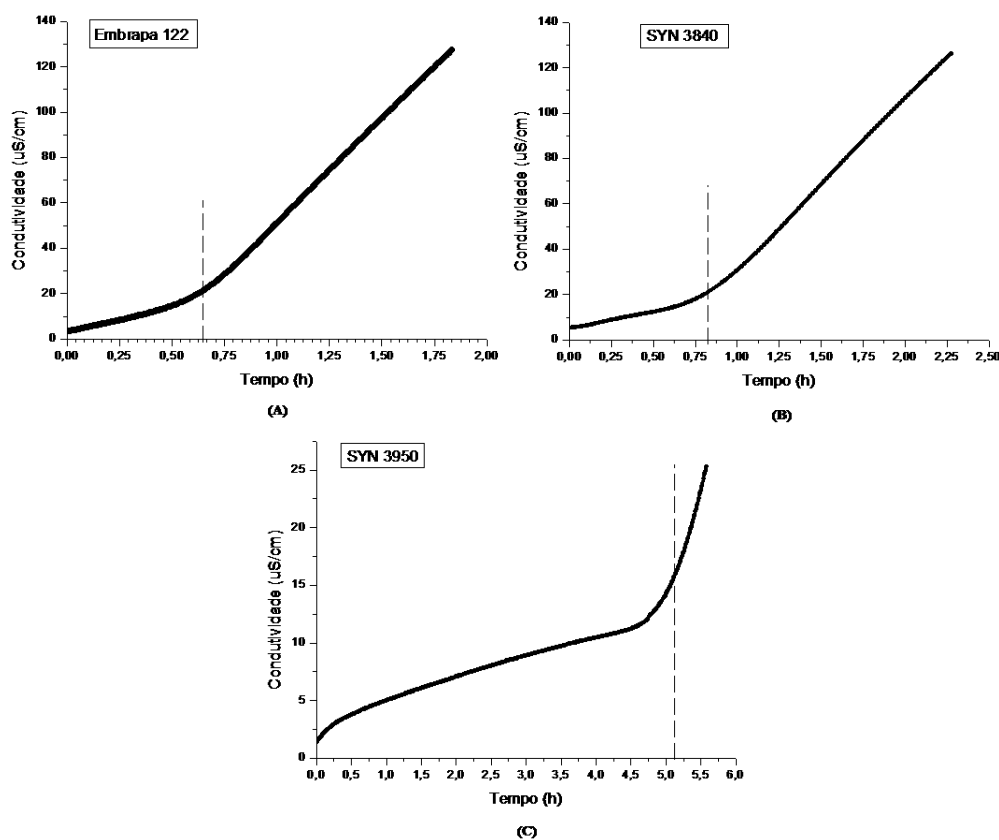 Embrapa 122
Condutividade (uS/cm)
140
120
100
80
60
40
20
0
0,00 0,25 0,50 0,75 1,00 1,25 1,50 1,75 2,00
Tempo (h)
(A)
SYN 3840
Condutividade (uS/cm)
140
120
100
80
60
40
20
0
0,00 0,25 0,50 0,75 1,00 1,25 1,50 1,75 2,00 2,25 2,50
Tempo (h)
(B)
SYN 3950
Condutividade (uS/cm)
25
20
15
10
5
0
0,0 0,5 1,0 1,5 2,0 2,5 3,0 3,5 4,0 4,5 5,0 5,5 6,0
Tempo (h)
(C)